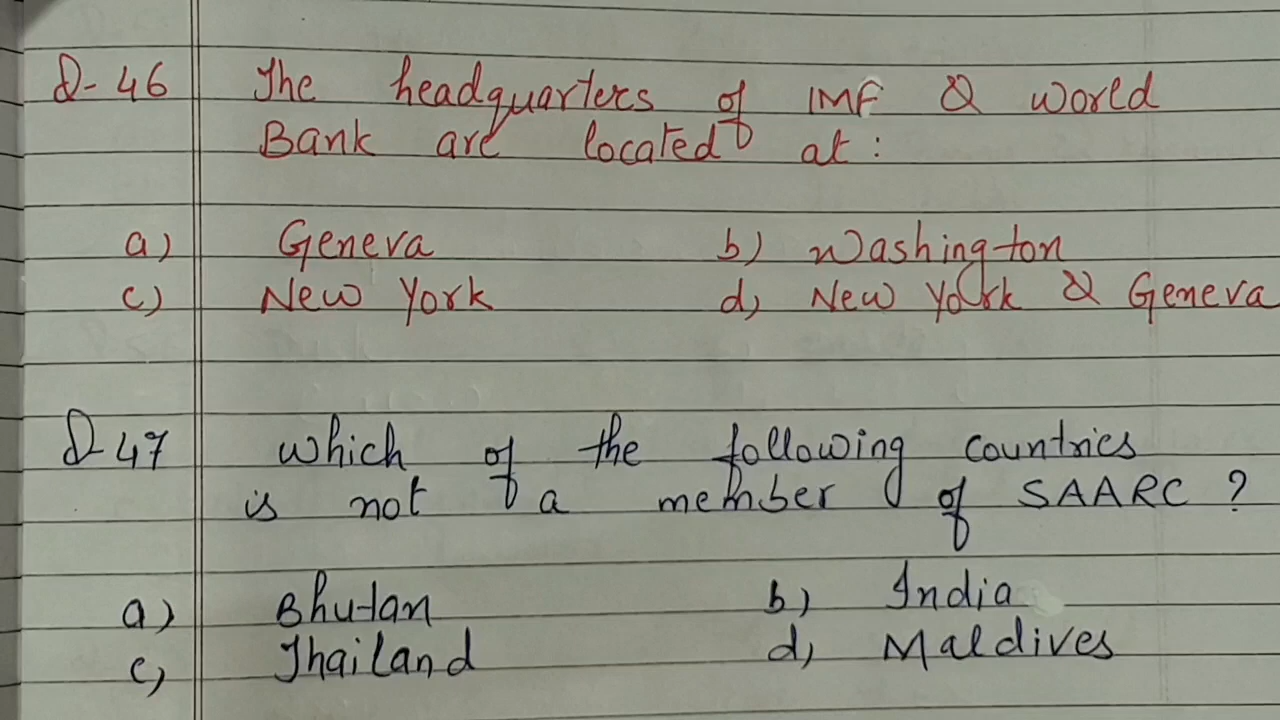 Q-46 The headquarters of IMF & World
Bank are located at :
a) Geneva b) Washington
c) New York d) New York & Geneva
Q-47 which of the following countries
is not a member of SAARC ?
a) Bhutan b) India
c) Thailand d) Maldives